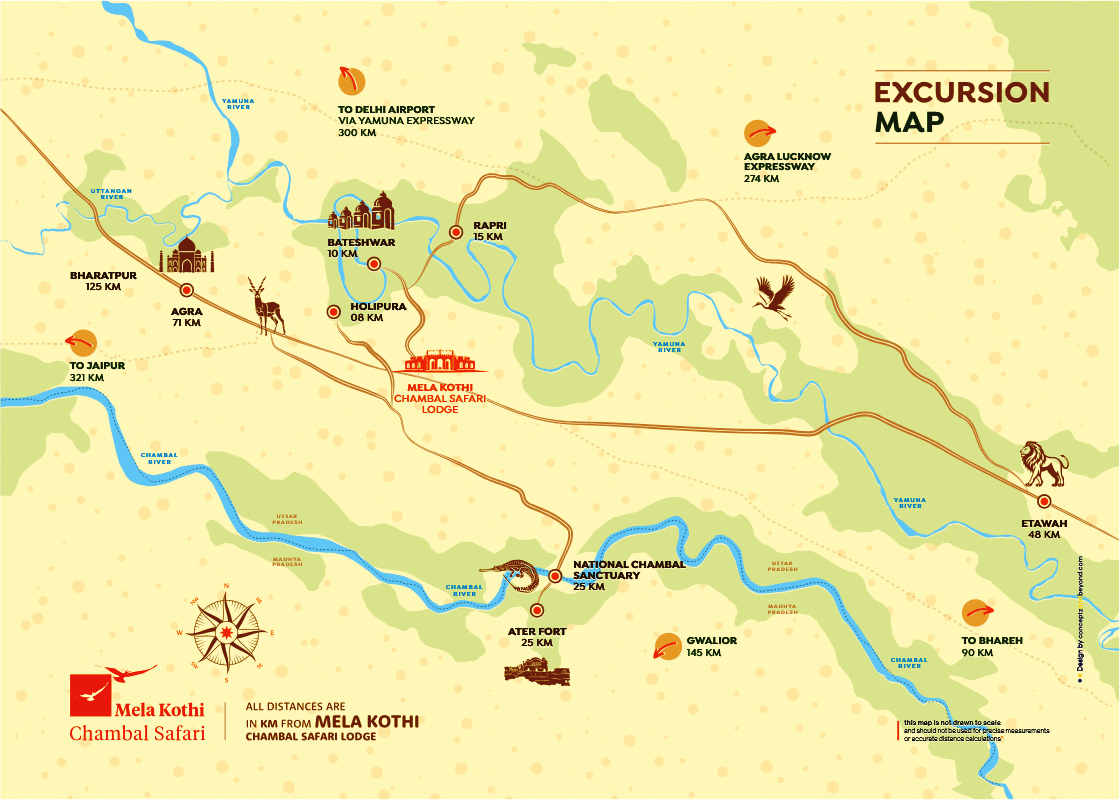 EXCURSION
MAP
TO DELHI AIRPORT
VIA YAMUNA EXPRESSWAY
300 KM
YAMUNA
RIVER
AGRA LUCKNOW
EXPRESSWAY
274 KM
UTTANGAN
RIVER
RAPRI
15 KM
BATESHWAR
10 KM
BHARATPUR
125 KM
AGRA
71 KM
HOLIPURA
08 KM
TO JAIPUR
321 KM
YAMUNA
RIVER
MELA KOTHI
CHAMBAL SAFARI
LODGE
CHAMBAL
RIVER
YAMUNA
RIVER
ETAWAH
48 KM
UTTAR
PRADESH
MADHYA
PRADESH
CHAMBAL
RIVER
NATIONAL CHAMBAL
SANCTUARY
25 KM
UTTAR
PRADESH
MADHYA
PRADESH
ATER FORT
25 KM
GWALIOR
145 KM
TO BHAREH
90 KM
CHAMBAL
RIVER
N
NE
E
SE
S
SW
W
NW
Mela Kothi
Chambal Safari
ALL DISTANCES ARE
IN KM FROM MELA KOTHI
CHAMBAL SAFARI LODGE
Design by conceptz beyond.com
this map is not drawn to scale
and should not be used for precise measurements
or accurate distance calculations